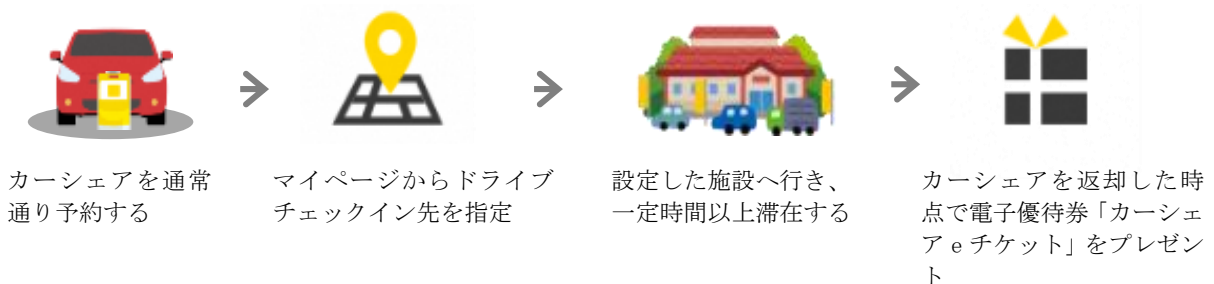 カーシェアを通常
通り予約する
マイページからドライブ
チェックイン先を指定
設定した施設へ行き、
一定時間以上滞在する
カーシェアを返却した時
点で電子優待券「カーシェ
ア e チケット」をプレゼン
ト